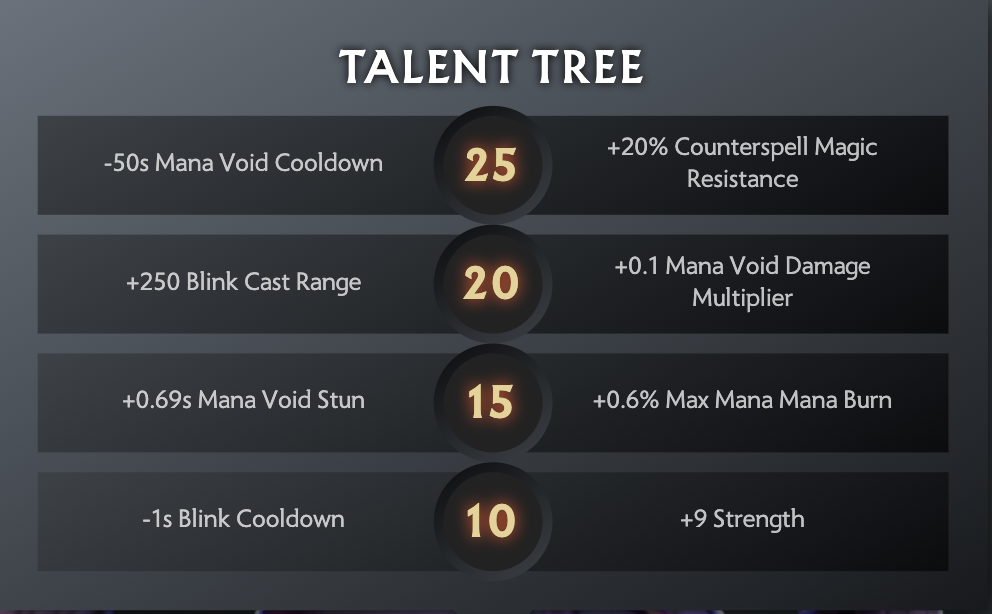 TALENT TREE
-50s Mana Void Cooldown
25
+20% Counterspell Magic
Resistance
+250 Blink Cast Range
20
+0.1 Mana Void Damage
Multiplier
+0.69s Mana Void Stun
15
+0.6% Max Mana Mana Burn
-1s Blink Cooldown
10
+9 Strength